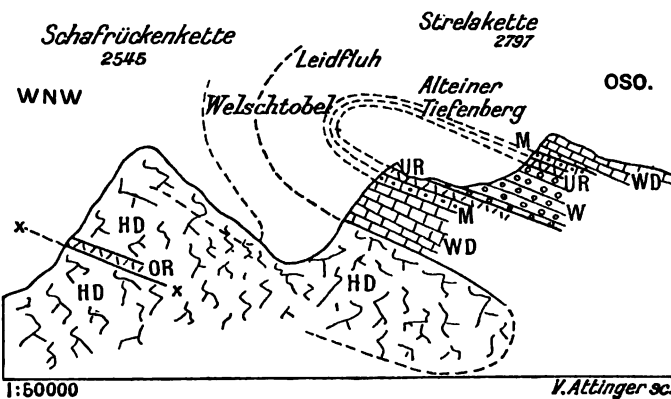 Schafrückenkette
2545
Strelakette
2797
WNW
Leidfluh
Welschtobel
Alteiner
Tiefenberg
OSO.
M
UR
UR
WD
M
W
WD
x
HD
OR
HD
x
HD
1:50000
V. Attinger sc.